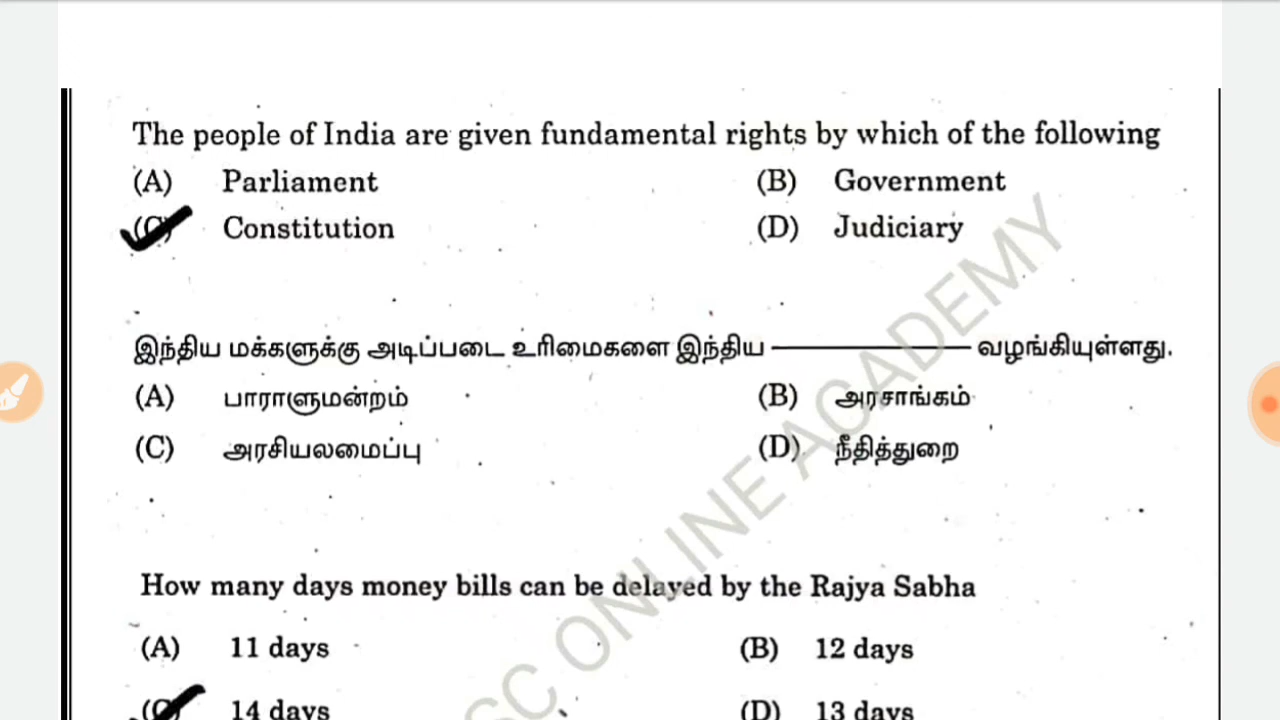 The people of India are given fundamental rights by which of the following
(A) Parliament (B) Government
(C) Constitution (D) Judiciary
இந்திய மக்களுக்கு அடிப்படை உரிமைகளை இந்திய ――――― வழங்கியுள்ளது.
(A) பாராளுமன்றம் (B) அரசாங்கம்
(C) அரசியலமைப்பு (D) நீதித்துறை
How many days money bills can be delayed by the Rajya Sabha
(A) 11 days (B) 12 days
(C) 14 days (D) 13 days
SC ONLINE ACADEMY